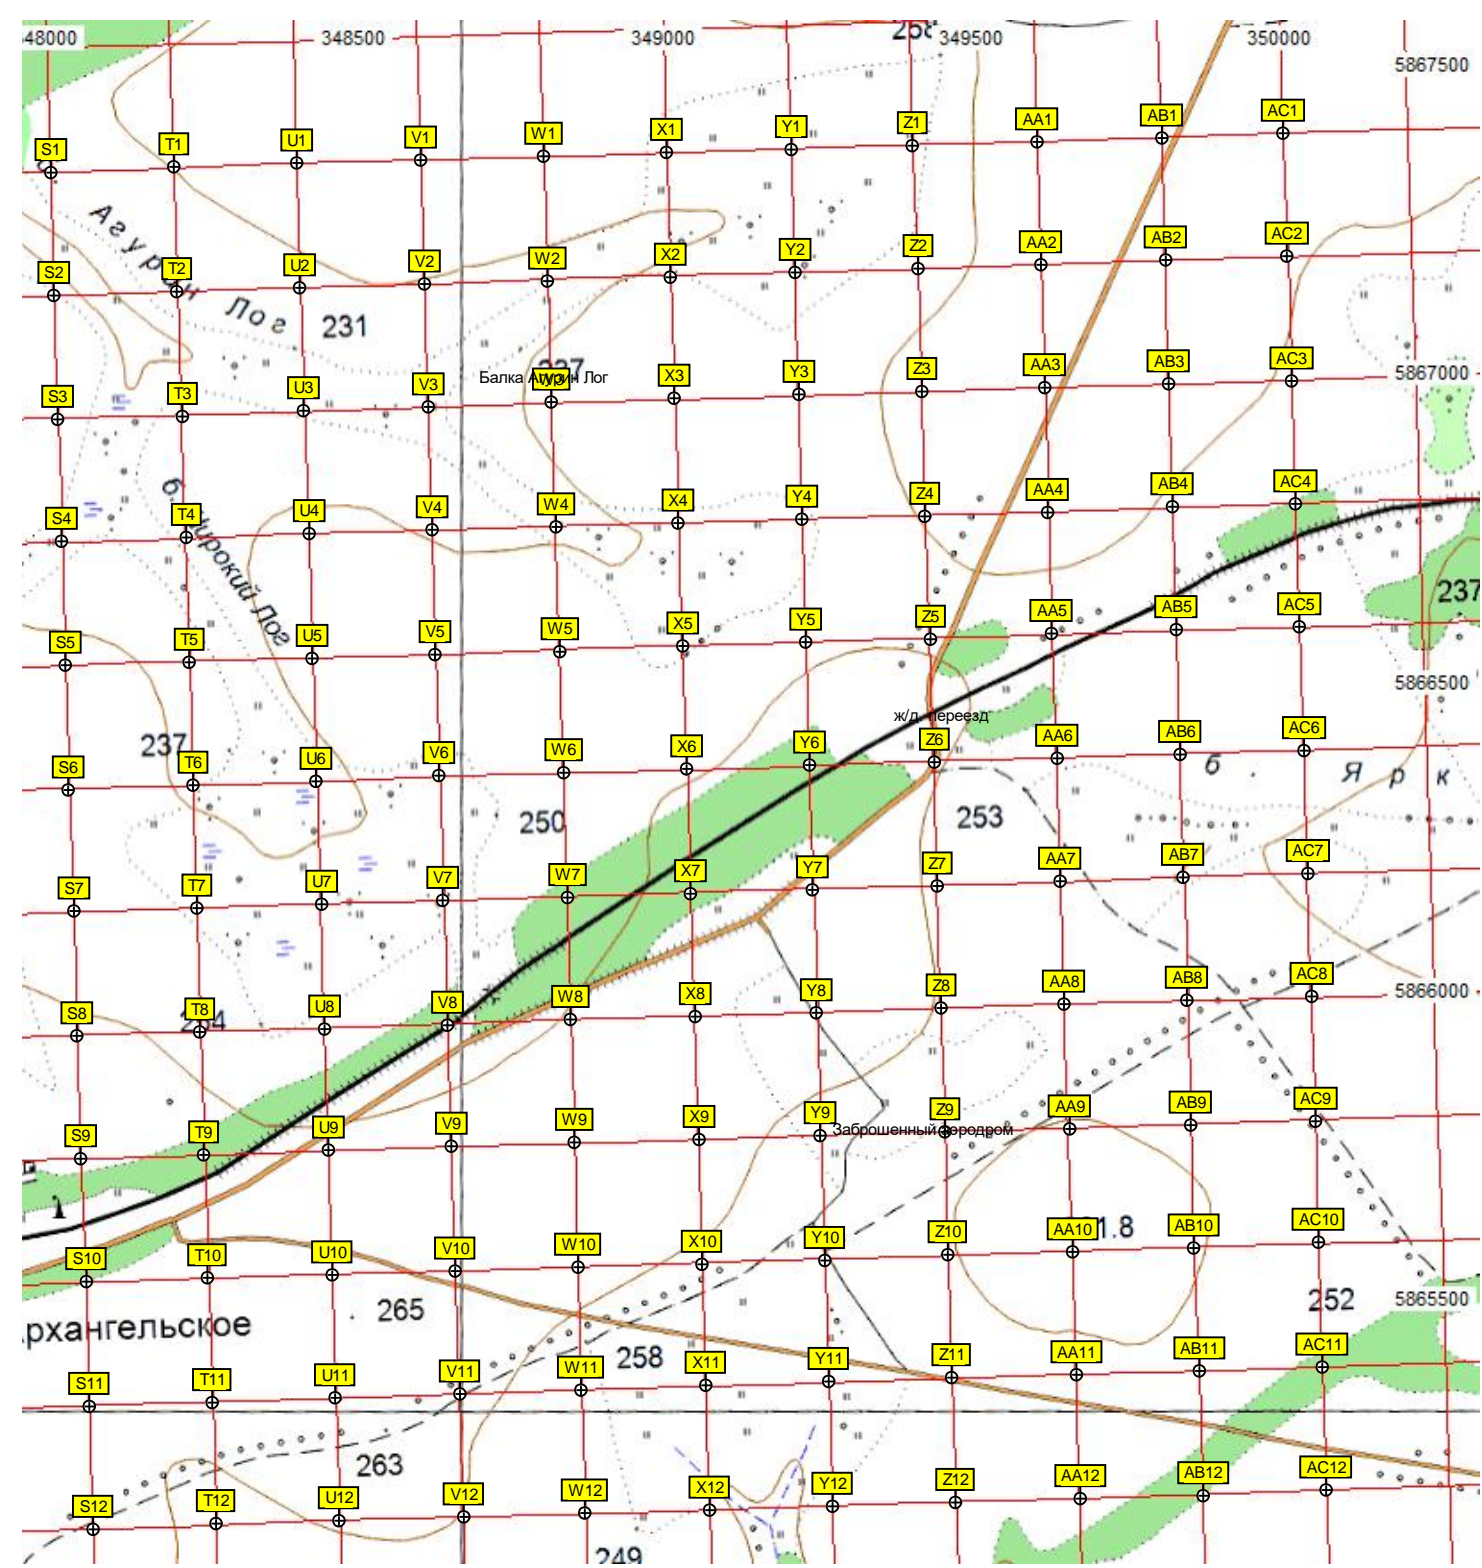 48000 348500 349000 349500 350000
5867500
S1 T1 U1 V1 W1 X1 Y1 Z1 AA1 AB1 AC1
Агурин Лог
S2 T2 U2 V2 W2 X2 Y2 Z2 AA2 AB2 AC2
231
237
Балка Агурин Лог
5867000
S3 T3 U3 V3 W3 X3 Y3 Z3 AA3 AB3 AC3
S4 T4 U4 V4 W4 X4 Y4 Z4 AA4 AB4 AC4
б. Широкий Лог
237
S5 T5 U5 V5 W5 X5 Y5 Z5 AA5 AB5 AC5
5866500
ж/д. переезд
237
S6 T6 U6 V6 W6 X6 Y6 Z6 AA6 AB6 AC6
б. Ярк
250
253
S7 T7 U7 V7 W7 X7 Y7 Z7 AA7 AB7 AC7
S8 T8 U8 V8 W8 X8 Y8 Z8 AA8 AB8 AC8
5866000
S9 T9 U9 V9 W9 X9 Y9 Z9 AA9 AB9 AC9
Заброшенный аэродром
1.8
S10 T10 U10 V10 W10 X10 Y10 Z10 AA10 AB10 AC10
5865500
265
252
рхангельское
258
S11 T11 U11 V11 W11 X11 Y11 Z11 AA11 AB11 AC11
263
S12 T12 U12 V12 W12 X12 Y12 Z12 AA12 AB12 AC12
249